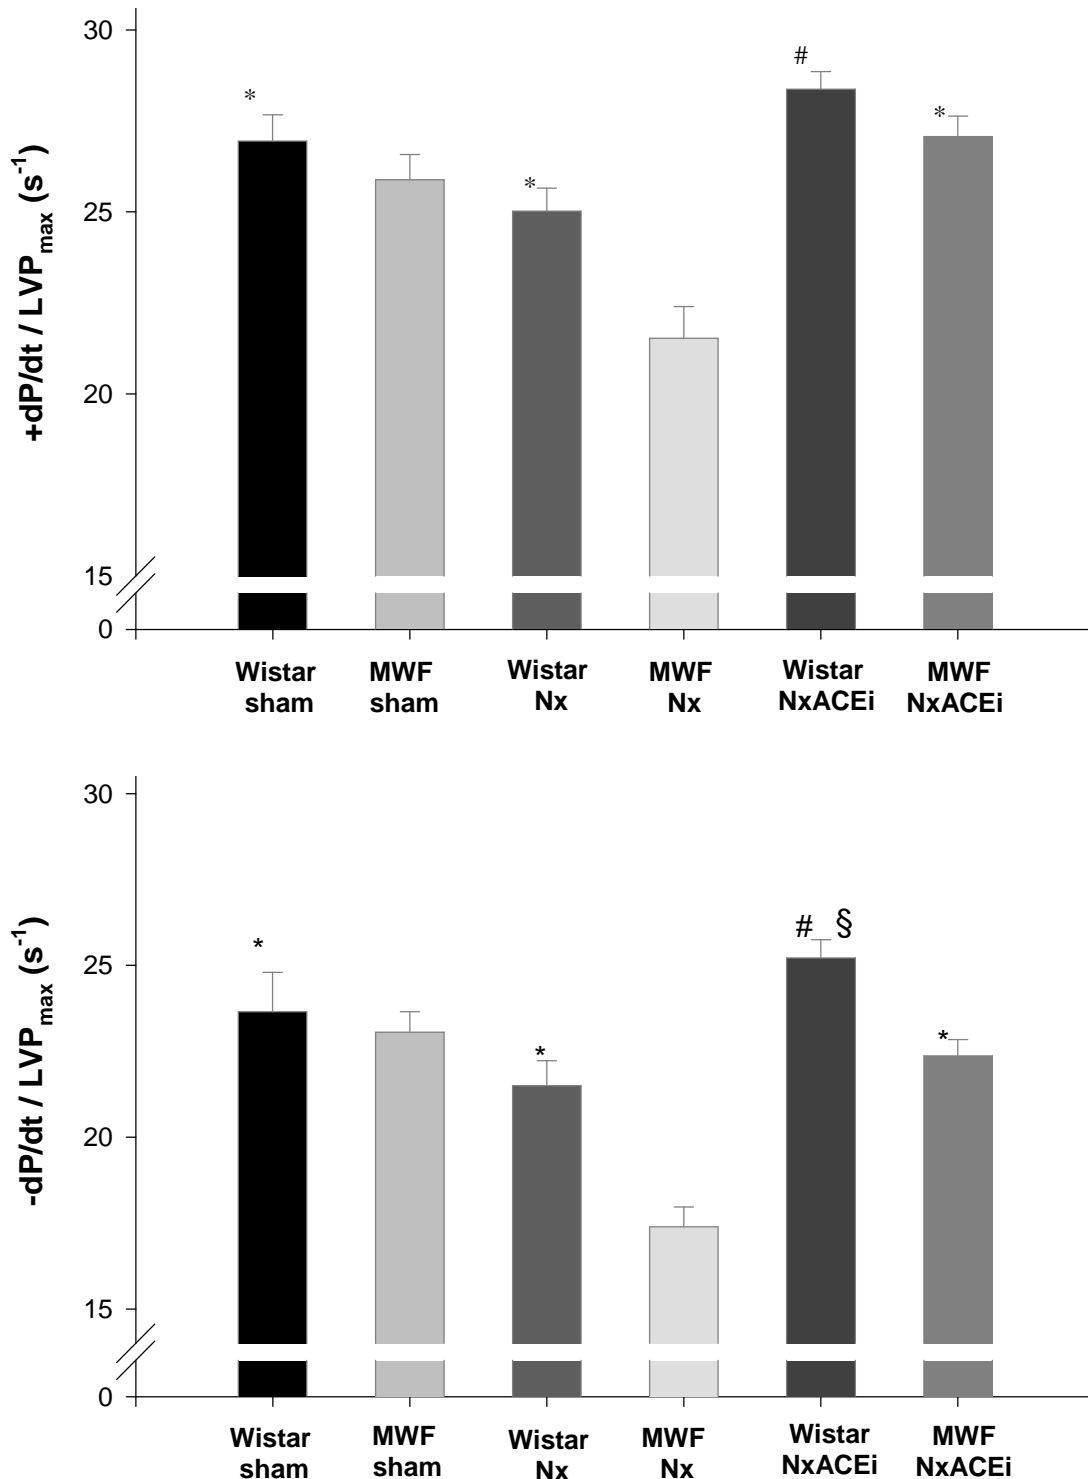 30
25
20
15
0
+dP/dt / LVPmax (s-1)
*
*
#
*
Wistar sham
MWF sham
Wistar Nx
MWF Nx
Wistar NxACEi
MWF NxACEi
30
25
20
15
0
-dP/dt / LVPmax (s-1)
*
*
# §
*
Wistar sham
MWF sham
Wistar Nx
MWF Nx
Wistar NxACEi
MWF NxACEi